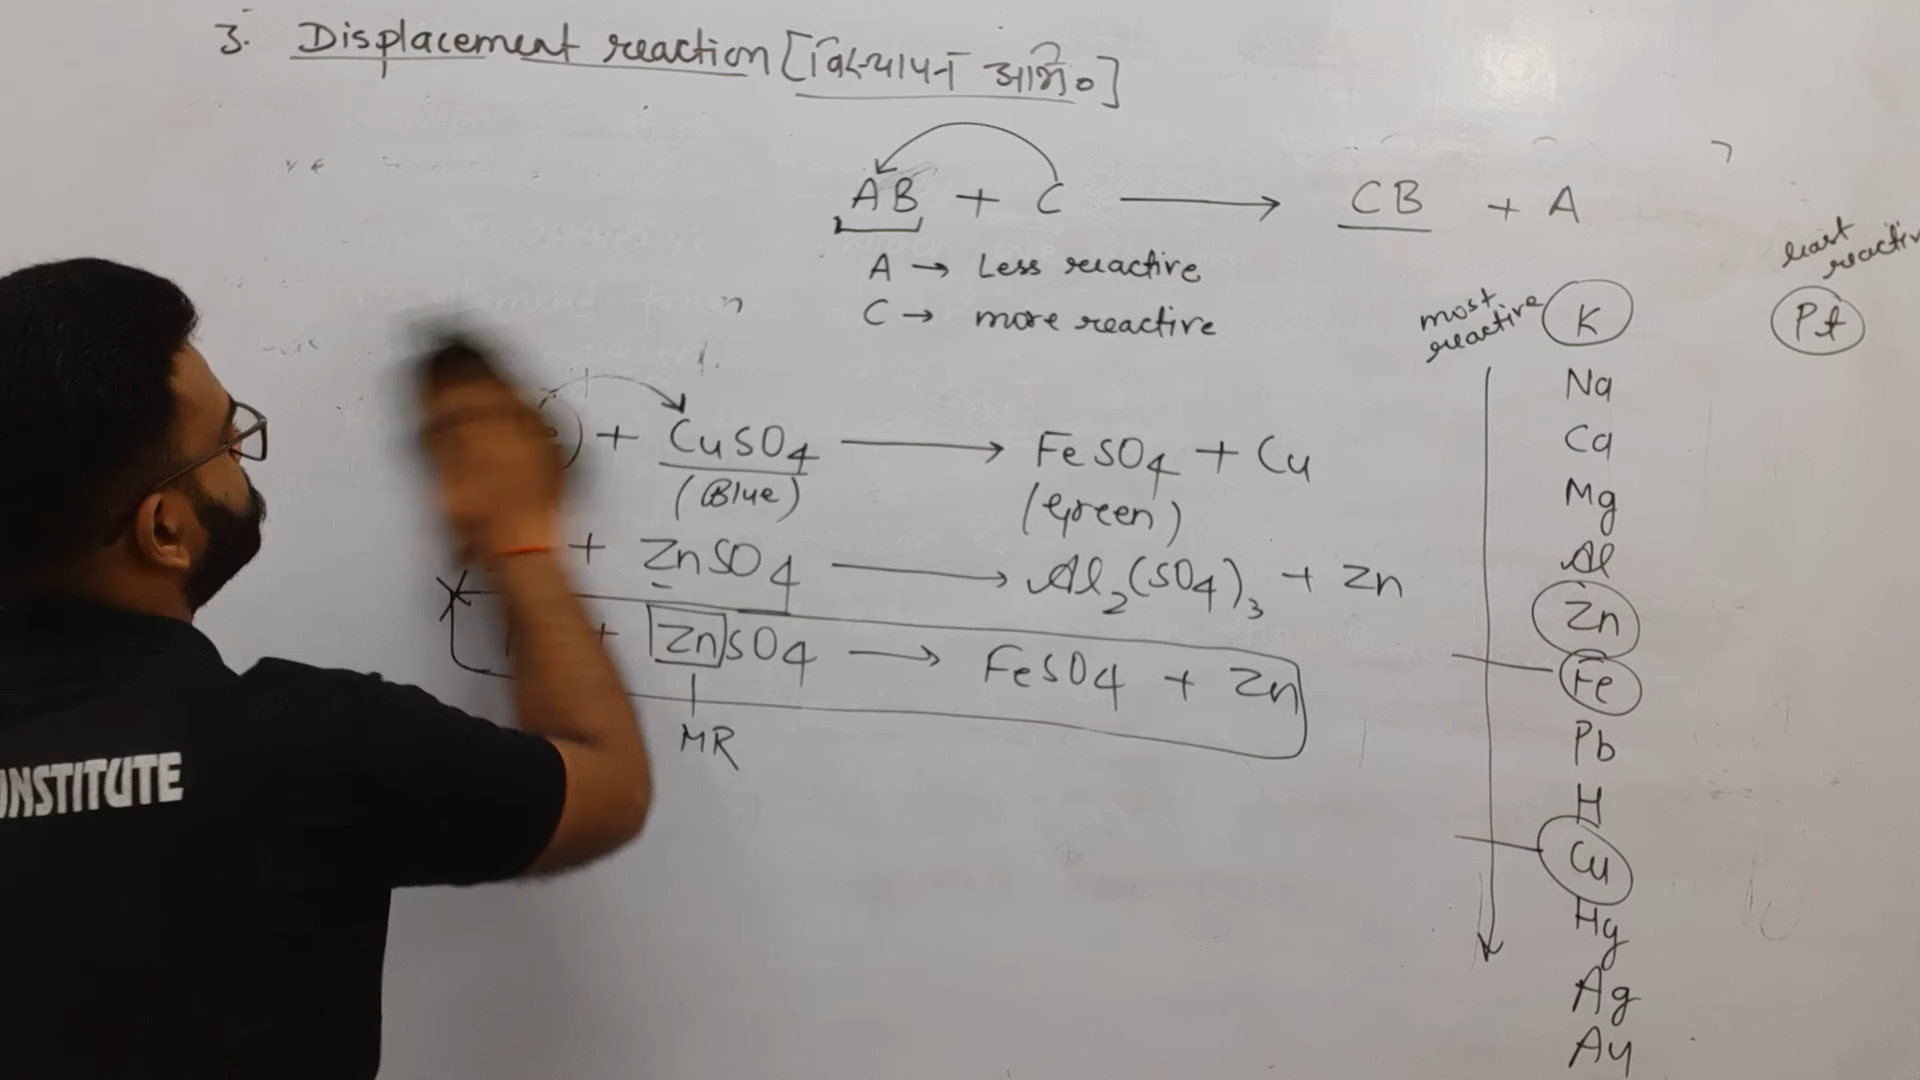 3. Displacement reaction [विस्थापन अभि०]
AB + C ⟶ CB + A
A → Less reactive
C → more reactive
+ CuSO4 ⟶ FeSO4 + Cu
(Blue) (Green)
+ ZnSO4 ⟶ Al2(SO4)3 + Zn
+ ZnSO4 → FeSO4 + Zn
MR
most reactive
K
Na
Ca
Mg
Al
Zn
Fe
Pb
H
Cu
Hg
Ag
Au
least
Pt
INSTITUTE